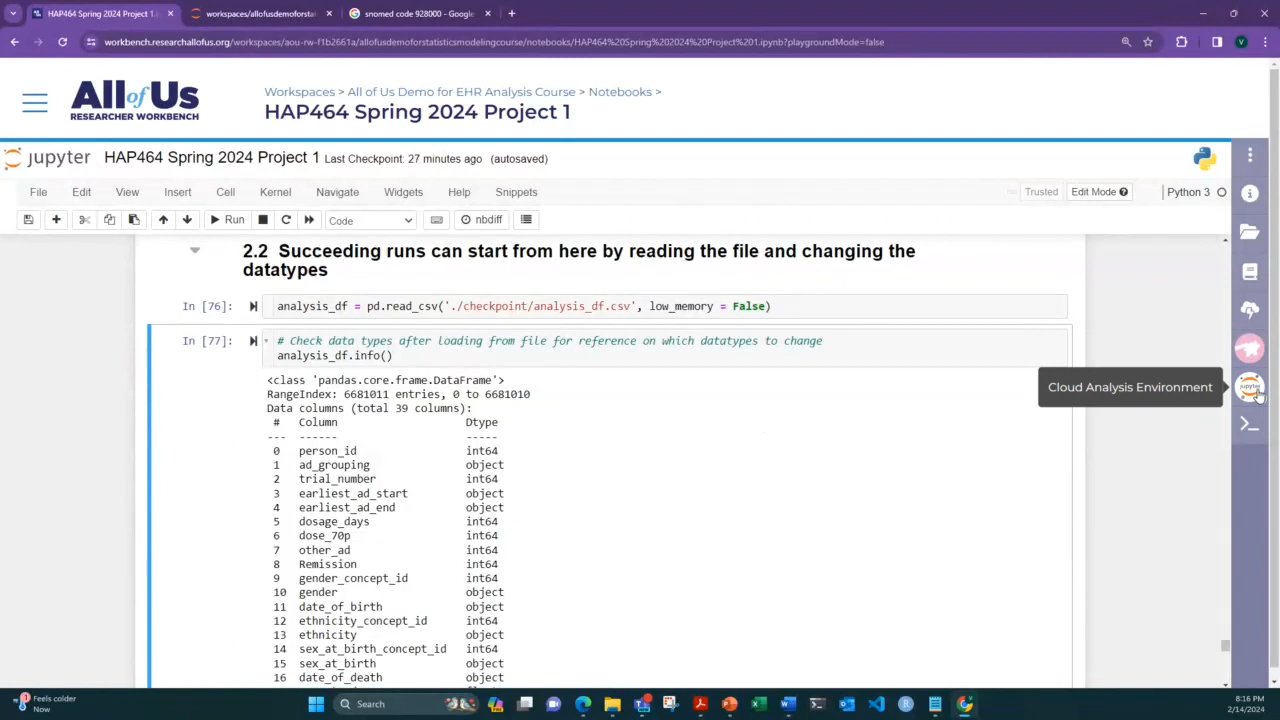 HAP464 Spring 2024 Project 1.i
workspaces/allofusdemoforstati
snomed code 928000 - Google
workbench.researchallofus.org/workspaces/aou-rw-f1b2661a/allofusdemoforstatisticsmodelingcourse/notebooks/HAP464%20Spring%202024%20Project%201.ipynb?playgroundMode=false
V
All of Us
RESEARCHER WORKBENCH
Workspaces > All of Us Demo for EHR Analysis Course > Notebooks >
HAP464 Spring 2024 Project 1
jupyter HAP464 Spring 2024 Project 1 Last Checkpoint: 27 minutes ago (autosaved)
File Edit View Insert Cell Kernel Navigate Widgets Help Snippets
Trusted Edit Mode Python 3
Run Code nbdiff
2.2 Succeeding runs can start from here by reading the file and changing the
datatypes
In [76]: analysis_df = pd.read_csv('./checkpoint/analysis_df.csv', low_memory = False)
In [77]: # Check data types after loading from file for reference on which datatypes to change
analysis_df.info()
<class 'pandas.core.frame.DataFrame'>
RangeIndex: 6681011 entries, 0 to 6681010
Data columns (total 39 columns):
# Column Dtype
--- ------ -----
0 person_id int64
1 ad_grouping object
2 trial_number int64
3 earliest_ad_start object
4 earliest_ad_end object
5 dosage_days int64
6 dose_70p int64
7 other_ad int64
8 Remission int64
9 gender_concept_id int64
10 gender object
11 date_of_birth object
12 ethnicity_concept_id int64
13 ethnicity object
14 sex_at_birth_concept_id int64
15 sex_at_birth object
16 date_of_death object
Cloud Analysis Environment
jupyter
1
Feels colder
Now
Search
8:16 PM
2/14/2024